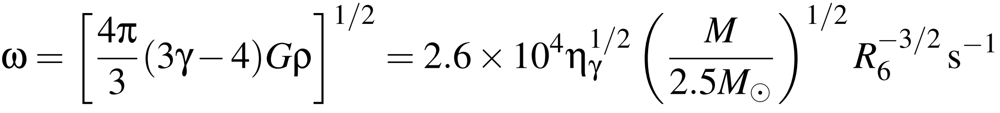 ω = [4π/3 (3γ − 4)Gρ]^{1/2} = 2.6 × 10^4 η_γ^{1/2} (M/2.5M_⊙)^{1/2} R_6^{−3/2} s^{−1}